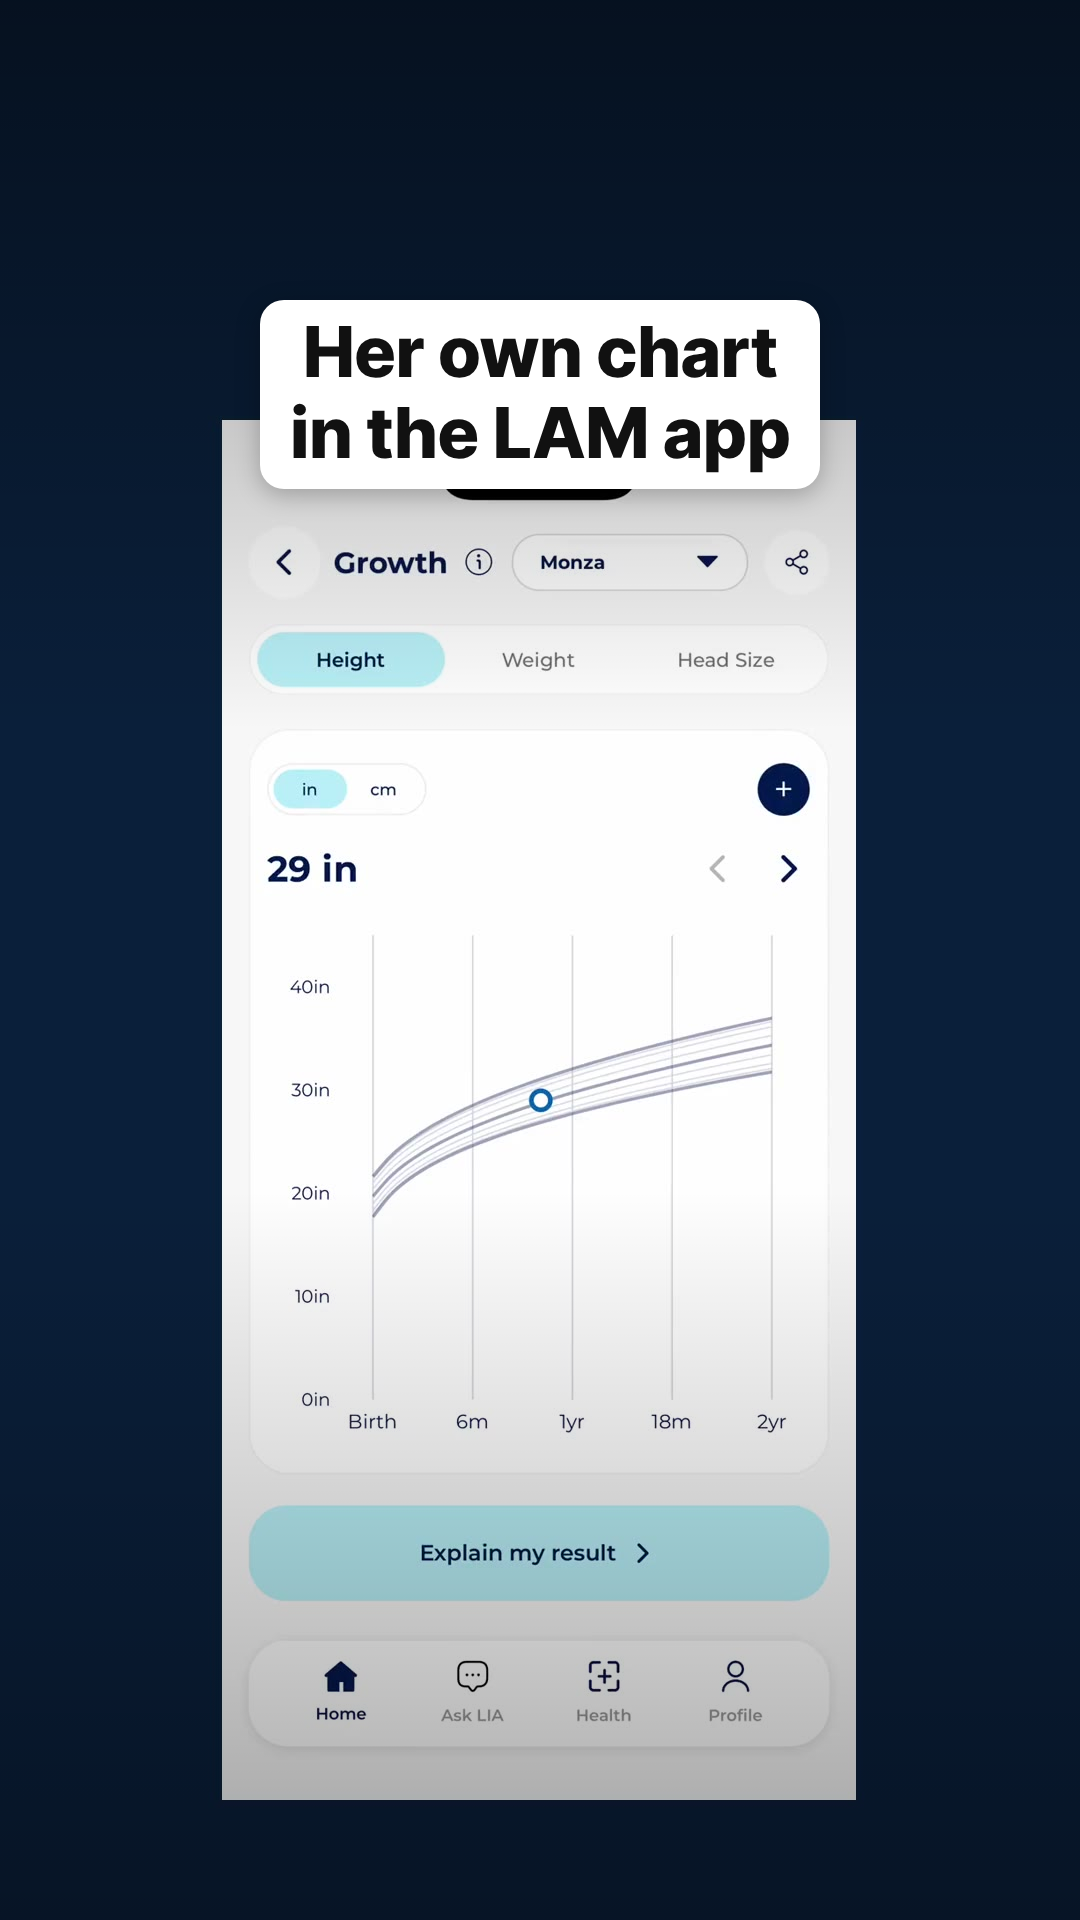 Her own chart
in the LAM app
Growth
Monza
Height
Weight
Head Size
in
cm
29 in
40in
30in
20in
10in
0in
Birth
6m
1yr
18m
2yr
Explain my result
Home
Ask LIA
Health
Profile